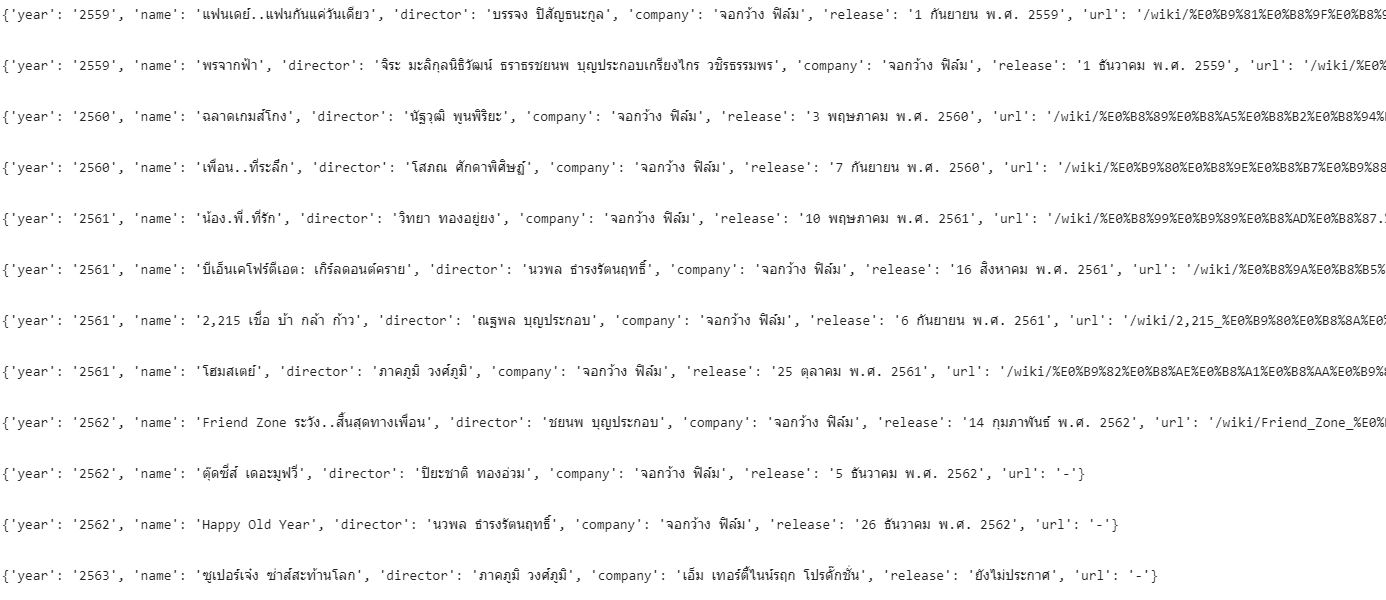 {'year': '2559', 'name': 'แฟนเดย์..แฟนกันแค่วันเดียว', 'director': 'บรรจง ปิสัญธนะกูล', 'company': 'จอกว้าง ฟิล์ม', 'release': '1 กันยายน พ.ศ. 2559', 'url': '/wiki/%E0%B9%81%E0%B8%9F%E0%B8%9
{'year': '2559', 'name': 'พรจากฟ้า', 'director': 'จิระ มะลิกุลนิธิวัฒน์ ธราธรชยนพ บุญประกอบเกรียงไกร วชิรธรรมพร', 'company': 'จอกว้าง ฟิล์ม', 'release': '1 ธันวาคม พ.ศ. 2559', 'url': '/wiki/%E0%
{'year': '2560', 'name': 'ฉลาดเกมส์โกง', 'director': 'นัฐวุฒิ พูนพิริยะ', 'company': 'จอกว้าง ฟิล์ม', 'release': '3 พฤษภาคม พ.ศ. 2560', 'url': '/wiki/%E0%B8%89%E0%B8%A5%E0%B8%B2%E0%B8%94%
{'year': '2560', 'name': 'เพื่อน..ที่ระลึก', 'director': 'โสภณ ศักดาพิศิษฏ์', 'company': 'จอกว้าง ฟิล์ม', 'release': '7 กันยายน พ.ศ. 2560', 'url': '/wiki/%E0%B9%80%E0%B8%9E%E0%B8%B7%E0%B9%88
{'year': '2561', 'name': 'น้อง.พี่.ที่รัก', 'director': 'วิทยา ทองอยู่ยง', 'company': 'จอกว้าง ฟิล์ม', 'release': '10 พฤษภาคม พ.ศ. 2561', 'url': '/wiki/%E0%B8%99%E0%B9%89%E0%B8%AD%E0%B8%87.
{'year': '2561', 'name': 'บีเอ็นเคโฟร์ตีเอต: เกิร์ลดอนต์คราย', 'director': 'นวพล ธำรงรัตนฤทธิ์', 'company': 'จอกว้าง ฟิล์ม', 'release': '16 สิงหาคม พ.ศ. 2561', 'url': '/wiki/%E0%B8%9A%E0%B8%B5%
{'year': '2561', 'name': '2,215 เชื่อ บ้า กล้า ก้าว', 'director': 'ณฐพล บุญประกอบ', 'company': 'จอกว้าง ฟิล์ม', 'release': '6 กันยายน พ.ศ. 2561', 'url': '/wiki/2,215_%E0%B9%80%E0%B8%8A%E0%
{'year': '2561', 'name': 'โฮมสเตย์', 'director': 'ภาคภูมิ วงศ์ภูมิ', 'company': 'จอกว้าง ฟิล์ม', 'release': '25 ตุลาคม พ.ศ. 2561', 'url': '/wiki/%E0%B9%82%E0%B8%AE%E0%B8%A1%E0%B8%AA%E0%B9%
{'year': '2562', 'name': 'Friend Zone ระวัง..สิ้นสุดทางเพื่อน', 'director': 'ชยนพ บุญประกอบ', 'company': 'จอกว้าง ฟิล์ม', 'release': '14 กุมภาพันธ์ พ.ศ. 2562', 'url': '/wiki/Friend_Zone_%E0%
{'year': '2562', 'name': 'ตุ๊ดซี่ส์ เดอะมูฟวี่', 'director': 'ปิยะชาติ ทองอ่วม', 'company': 'จอกว้าง ฟิล์ม', 'release': '5 ธันวาคม พ.ศ. 2562', 'url': '-'}
{'year': '2562', 'name': 'Happy Old Year', 'director': 'นวพล ธำรงรัตนฤทธิ์', 'company': 'จอกว้าง ฟิล์ม', 'release': '26 ธันวาคม พ.ศ. 2562', 'url': '-'}
{'year': '2563', 'name': 'ซูเปอร์เจ๋ง ซ่าส์สะท้านโลก', 'director': 'ภาคภูมิ วงศ์ภูมิ', 'company': 'เอ็ม เทอร์ตี้ไนน์รฤก โปรดั๊กชั่น', 'release': 'ยังไม่ประกาศ', 'url': '-'}